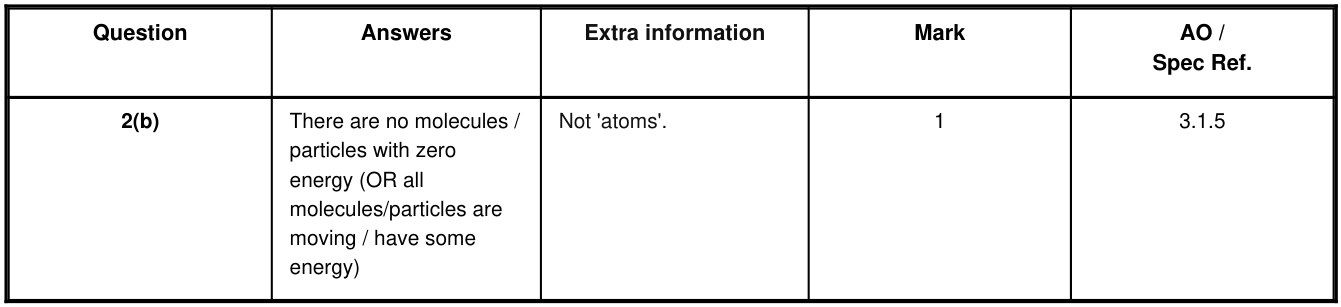 Question Answers Extra information Mark AO /
Spec Ref.
2(b) There are no molecules / Not 'atoms'. 1 3.1.5
particles with zero
energy (OR all
molecules/particles are
moving / have some
energy)